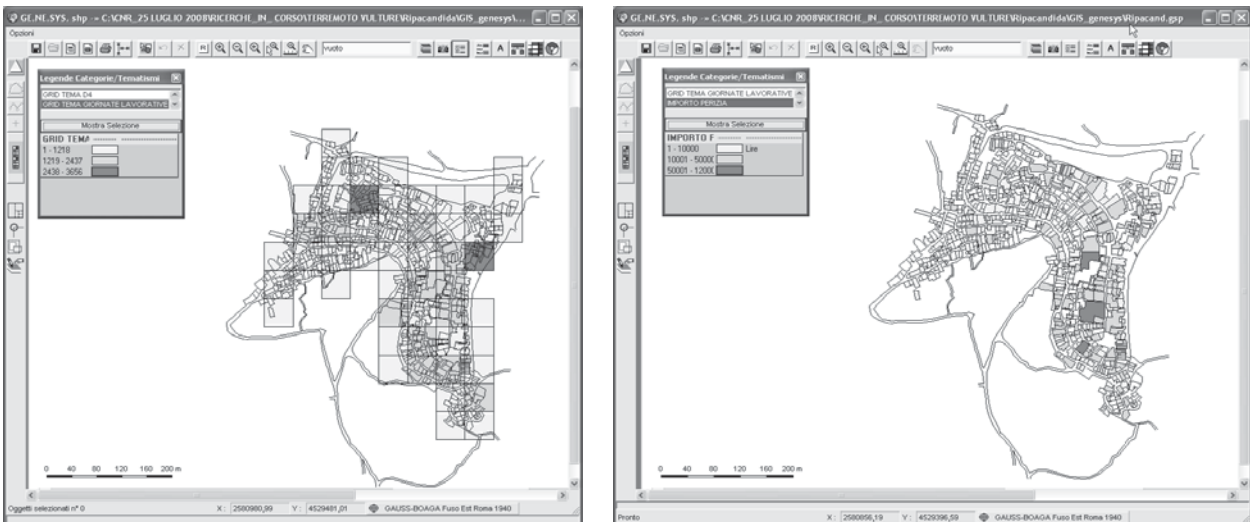 GE.NE.SYS. shp - C:\CNR_25 LUGLIO 2008\RICERCHE_IN_ CORSO\TERREMOTO VULTURE\Ripacandida\GIS_genesys\...
Opzioni
vuoto
Legende Categorie/Tematismi
GRID TEMA D4
GRID TEMA GIORNATE LAVORATIVE
Mostra Selezione
GRID TEMA
1 - 1218
1219 - 2437
2438 - 3656
0 40 80 120 160 200 m
Oggetti selezionati n° 0
X : 2580980,99 Y : 4529481,01 GAUSS-BOAGA Fuso Est Roma 1940
GE.NE.SYS. shp - C:\CNR_25 LUGLIO 2008\RICERCHE_IN_ CORSO\TERREMOTO VULTURE\Ripacandida\GIS_genesys\Ripacand.gsp
Opzioni
vuoto
Legende Categorie/Tematismi
GRID TEMA GIORNATE LAVORATIVE
IMPORTO PERIZIA
Mostra Selezione
IMPORTO F
1 - 10000 Lire
10001 - 5000(
50001 - 1200(
0 40 80 120 160 200 m
Pronto
X : 2580856,19 Y : 4529396,59 GAUSS-BOAGA Fuso Est Roma 1940